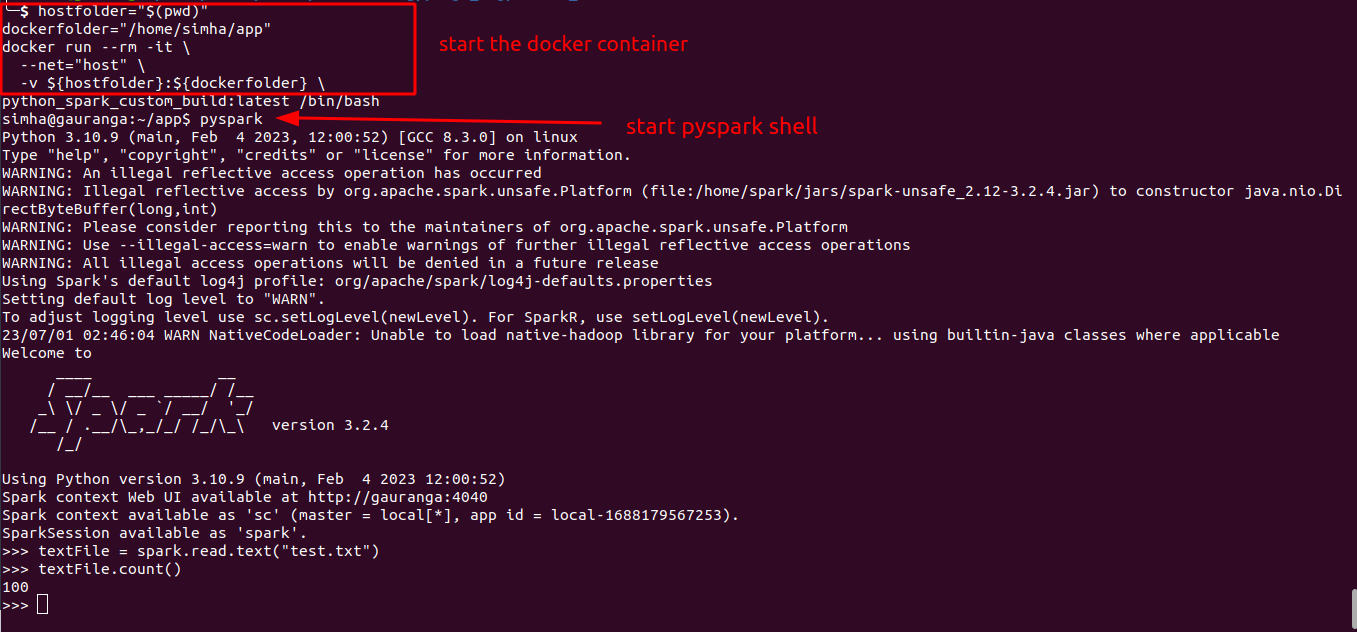 └─$ hostfolder="$(pwd)"
dockerfolder="/home/simha/app"
docker run --rm -it \
  --net="host" \
  -v ${hostfolder}:${dockerfolder} \
python_spark_custom_build:latest /bin/bash
start the docker container
simha@gauranga:~/app$ pyspark
start pyspark shell
Python 3.10.9 (main, Feb  4 2023, 12:00:52) [GCC 8.3.0] on linux
Type "help", "copyright", "credits" or "license" for more information.
WARNING: An illegal reflective access operation has occurred
WARNING: Illegal reflective access by org.apache.spark.unsafe.Platform (file:/home/spark/jars/spark-unsafe_2.12-3.2.4.jar) to constructor java.nio.Di
rectByteBuffer(long,int)
WARNING: Please consider reporting this to the maintainers of org.apache.spark.unsafe.Platform
WARNING: Use --illegal-access=warn to enable warnings of further illegal reflective access operations
WARNING: All illegal access operations will be denied in a future release
Using Spark's default log4j profile: org/apache/spark/log4j-defaults.properties
Setting default log level to "WARN".
To adjust logging level use sc.setLogLevel(newLevel). For SparkR, use setLogLevel(newLevel).
23/07/01 02:46:04 WARN NativeCodeLoader: Unable to load native-hadoop library for your platform... using builtin-java classes where applicable
Welcome to
      ____              __
     / __/__  ___ _____/ /__
    _\ \/ _ \/ _ `/ __/  '_/
   /__ / .__/\_,_/_/ /_/\_\   version 3.2.4
      /_/
Using Python version 3.10.9 (main, Feb  4 2023 12:00:52)
Spark context Web UI available at http://gauranga:4040
Spark context available as 'sc' (master = local[*], app id = local-1688179567253).
SparkSession available as 'spark'.
>>> textFile = spark.read.text("test.txt")
>>> textFile.count()
100
>>>